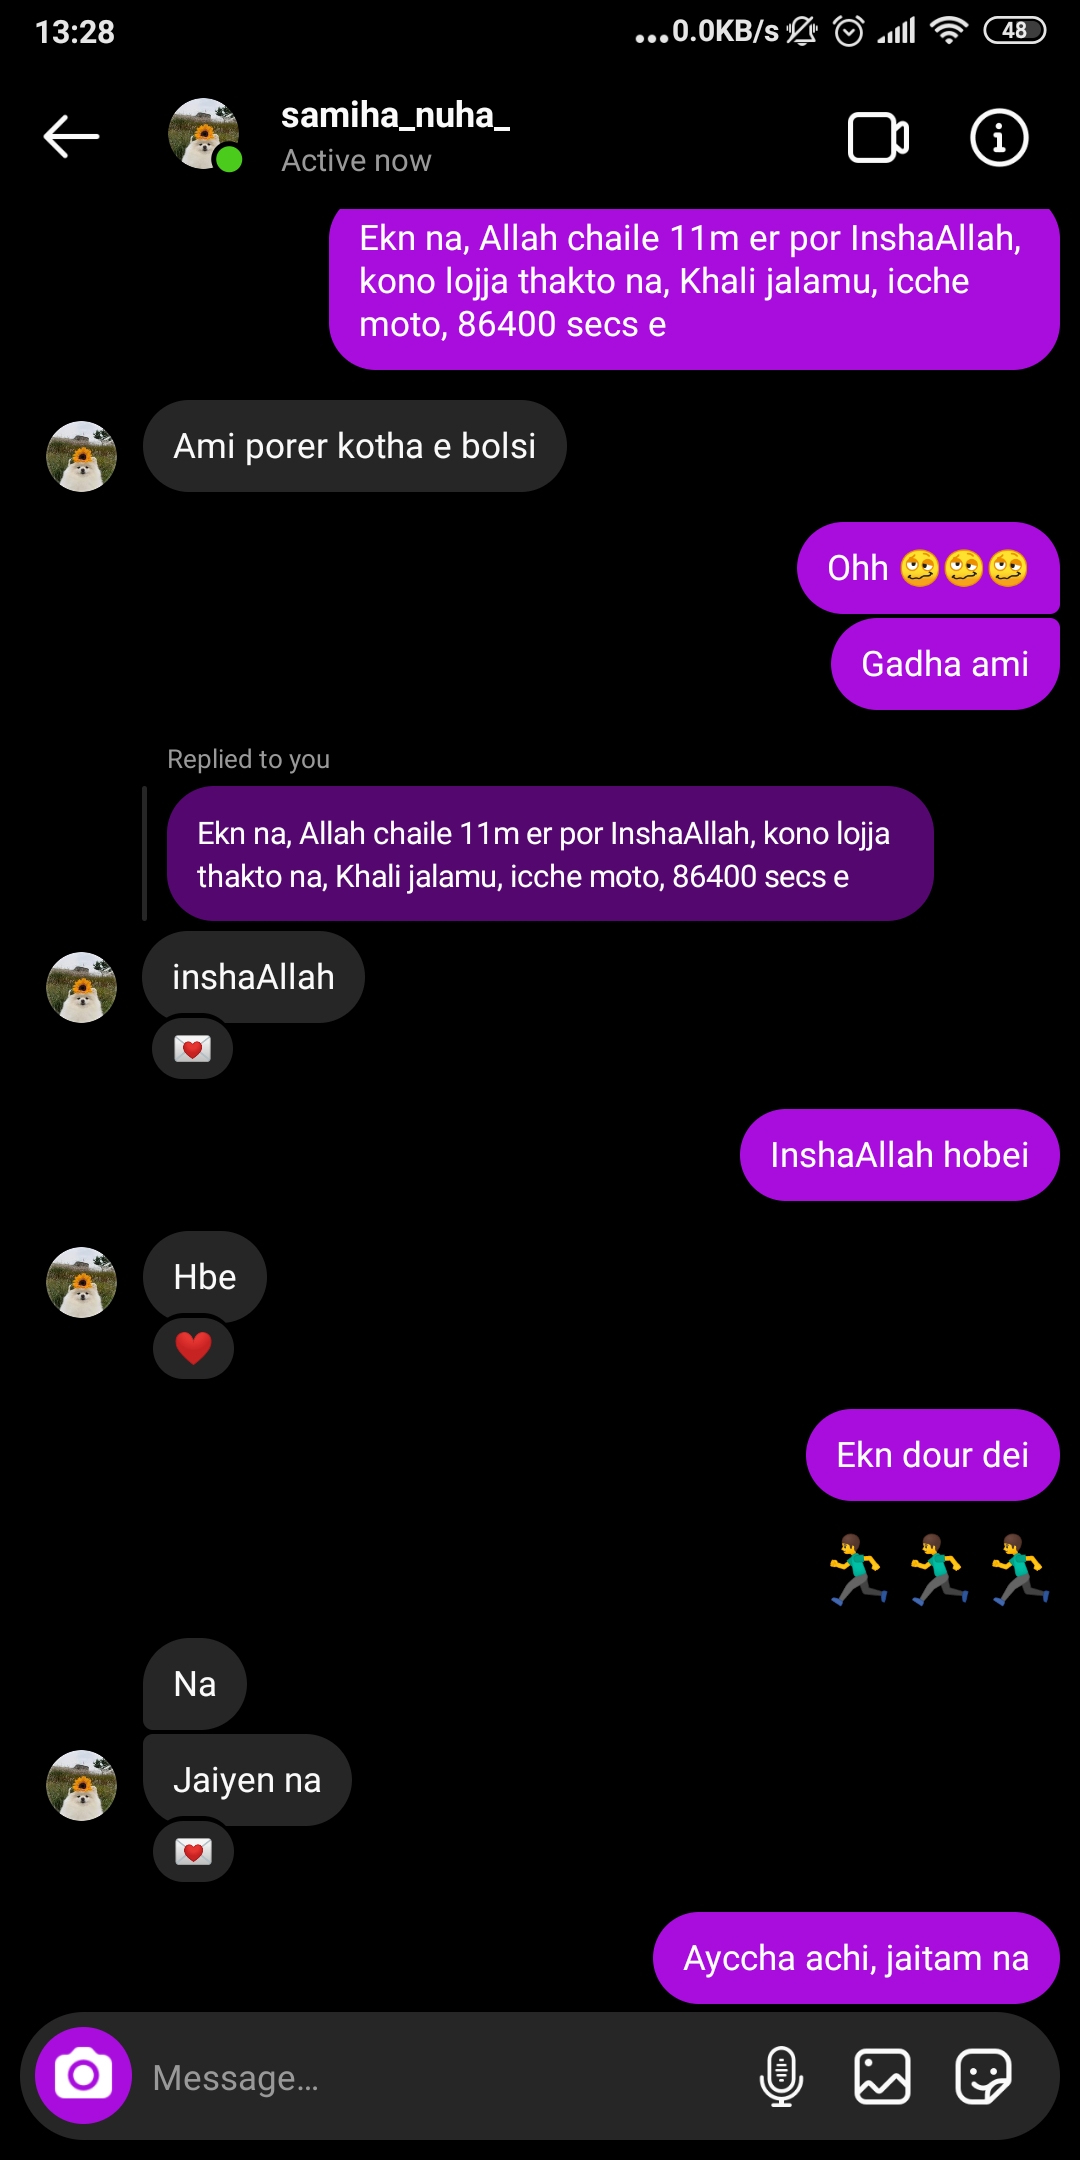 13:28
...0.0KB/s
48
samiha_nuha_
Active now
Ekn na, Allah chaile 11m er por InshaAllah,
kono lojja thakto na, Khali jalamu, icche
moto, 86400 secs e
Ami porer kotha e bolsi
Ohh 🥴🥴🥴
Gadha ami
Replied to you
Ekn na, Allah chaile 11m er por InshaAllah, kono lojja
thakto na, Khali jalamu, icche moto, 86400 secs e
inshaAllah
💌
InshaAllah hobei
Hbe
❤️
Ekn dour dei
🏃‍♂️🏃‍♂️🏃‍♂️
Na
Jaiyen na
💌
Ayccha achi, jaitam na
Message...